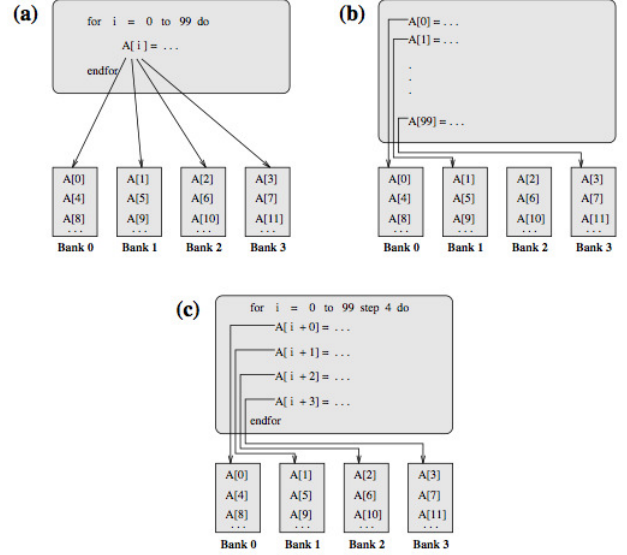 (a)
for i = 0 to 99 do
A[ i ] = . . .
endfor
A[0] A[1] A[2] A[3]
A[4] A[5] A[6] A[7]
A[8] A[9] A[10] A[11]
. . . . . . . . . . . .
Bank 0 Bank 1 Bank 2 Bank 3
(b)
A[0] = . . .
A[1] = . . .
.
.
.
A[99] = . . .
A[0] A[1] A[2] A[3]
A[4] A[5] A[6] A[7]
A[8] A[9] A[10] A[11]
. . . . . . . . . . . .
Bank 0 Bank 1 Bank 2 Bank 3
(c)
for i = 0 to 99 step 4 do
A[ i + 0] = . . .
A[ i + 1] = . . .
A[ i + 2] = . . .
A[ i + 3] = . . .
endfor
A[0] A[1] A[2] A[3]
A[4] A[5] A[6] A[7]
A[8] A[9] A[10] A[11]
. . . . . . . . . . . .
Bank 0 Bank 1 Bank 2 Bank 3